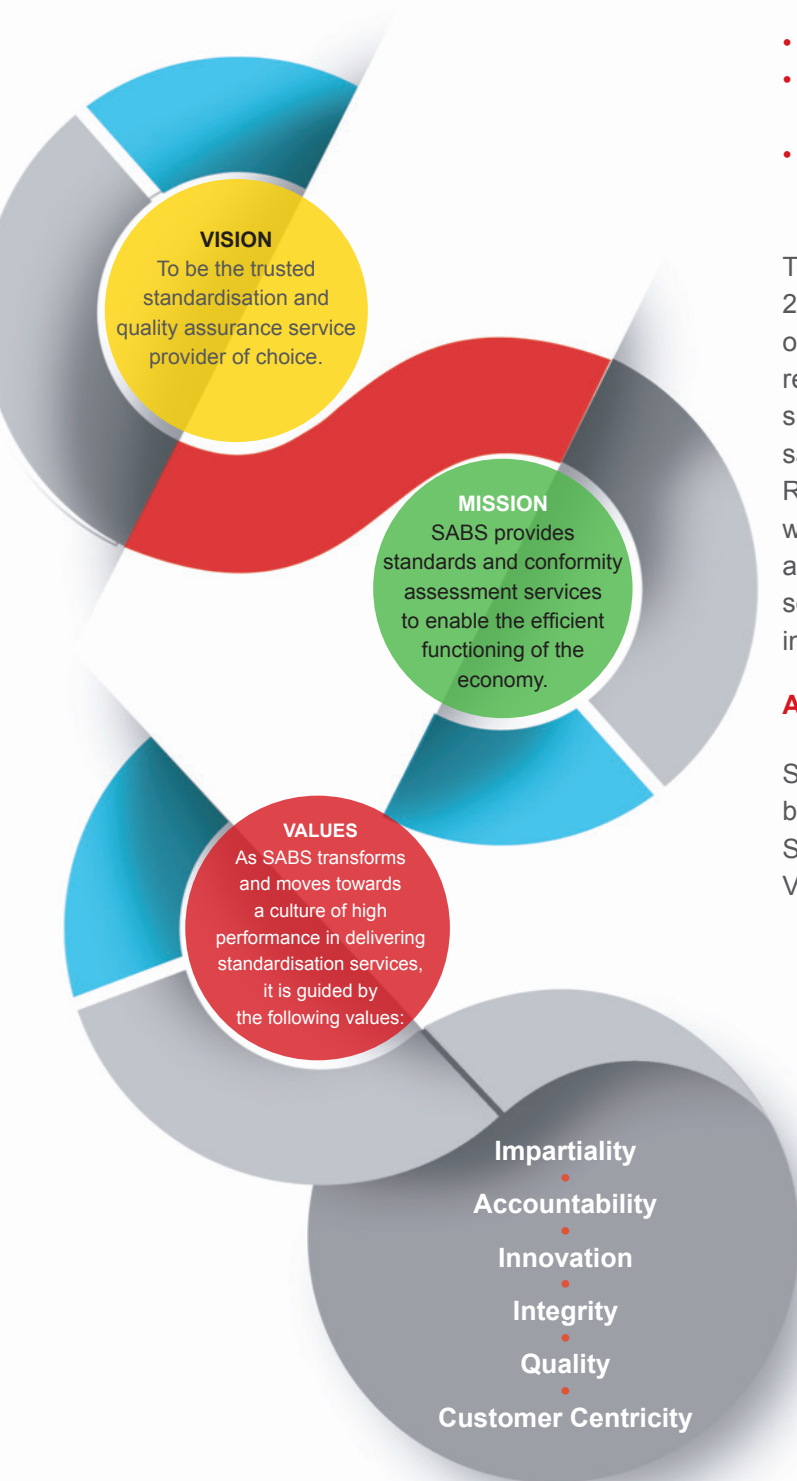 VISION
To be the trusted
standardisation and
quality assurance service
provider of choice.
MISSION
SABS provides
standards and conformity
assessment services
to enable the efficient
functioning of the
economy.
VALUES
As SABS transforms
and moves towards
a culture of high
performance in delivering
standardisation services,
it is guided by
the following values:
Impartiality
•
Accountability
•
Innovation
•
Integrity
•
Quality
•
Customer Centricity